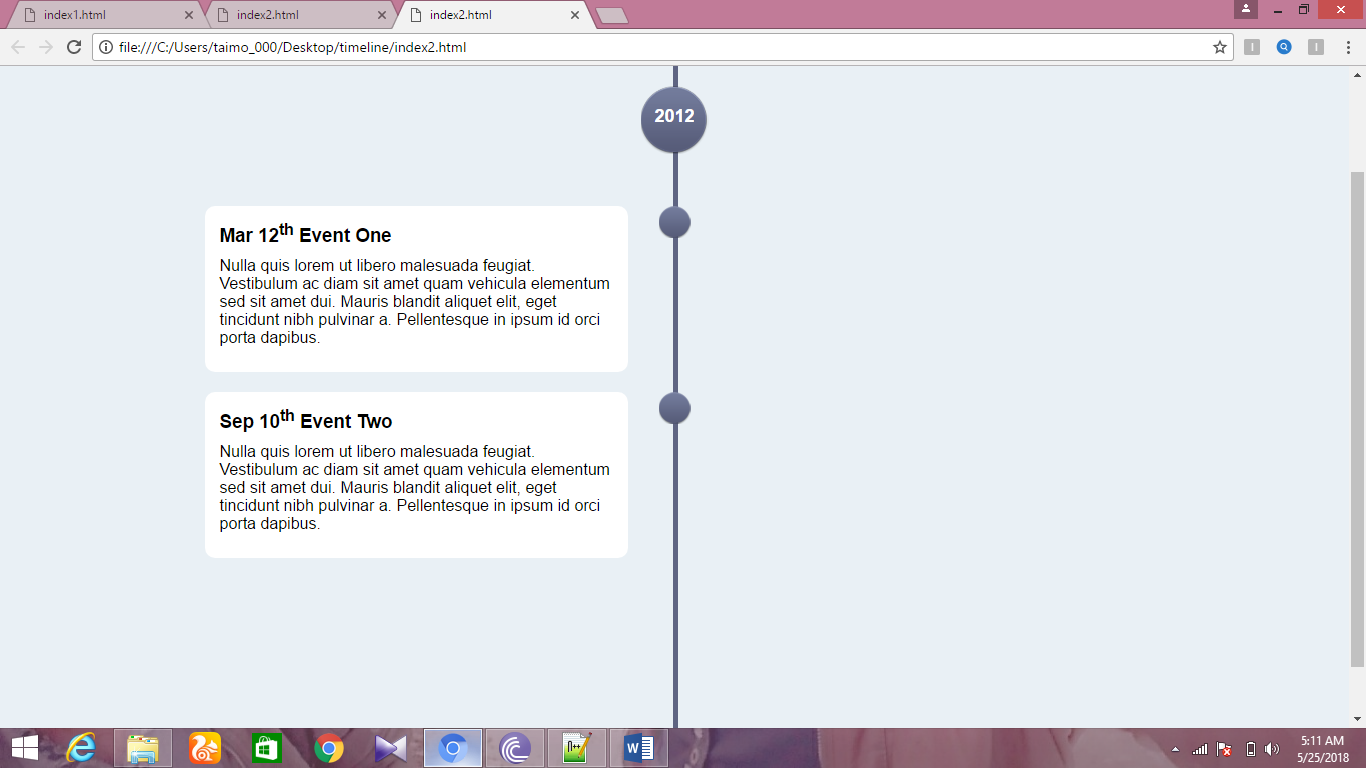 index1.html
index2.html
index2.html
file:///C:/Users/taimo_000/Desktop/timeline/index2.html
2012
Mar 12th Event One
Nulla quis lorem ut libero malesuada feugiat.
Vestibulum ac diam sit amet quam vehicula elementum
sed sit amet dui. Mauris blandit aliquet elit, eget
tincidunt nibh pulvinar a. Pellentesque in ipsum id orci
porta dapibus.
Sep 10th Event Two
Nulla quis lorem ut libero malesuada feugiat.
Vestibulum ac diam sit amet quam vehicula elementum
sed sit amet dui. Mauris blandit aliquet elit, eget
tincidunt nibh pulvinar a. Pellentesque in ipsum id orci
porta dapibus.
5:11 AM
5/25/2018